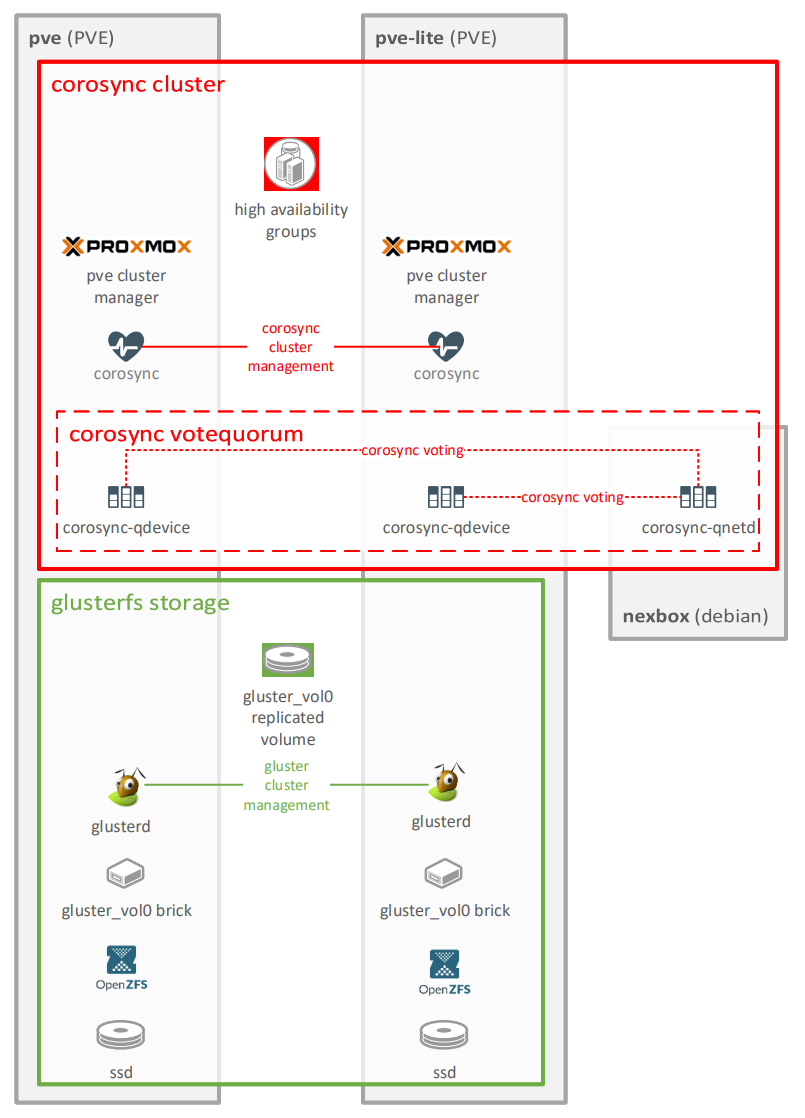 pve (PVE)
pve-lite (PVE)
corosync cluster
high availability
groups
PROXMOX
PROXMOX
pve cluster
manager
pve cluster
manager
corosync
cluster
management
corosync
corosync
corosync votequorum
corosync voting
corosync voting
corosync-qdevice
corosync-qdevice
corosync-qnetd
nexbox (debian)
glusterfs storage
gluster_vol0
replicated
volume
gluster
cluster
management
glusterd
glusterd
gluster_vol0 brick
gluster_vol0 brick
OpenZFS
OpenZFS
ssd
ssd